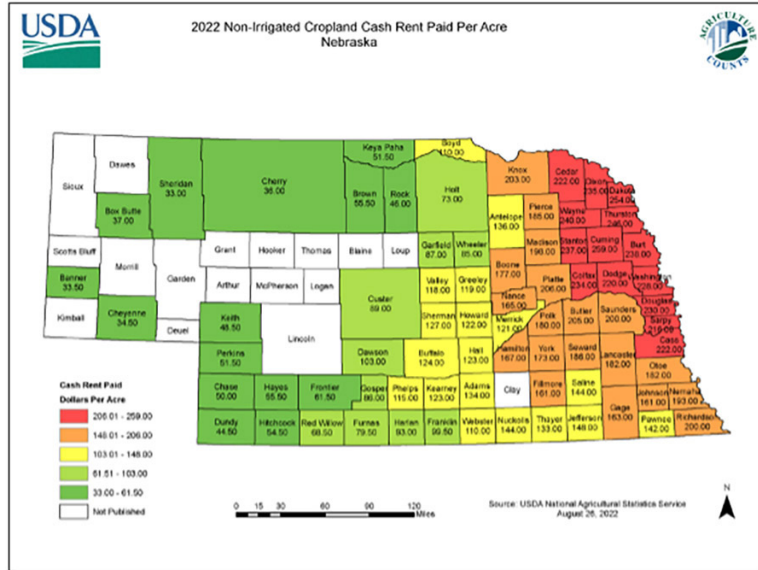 USDA
2022 Non-Irrigated Cropland Cash Rent Paid Per Acre
Nebraska
AGRICULTURE
COUNTS
Sioux
Dawes
Sheridan
33.00
Box Butte
37.00
Cherry
36.00
Keya Paha
51.50
Brown
55.50
Rock
46.00
Boyd
110.00
Holt
73.00
Knox
203.00
Cedar
222.00
Dixon
235.00
Dakota
254.00
Antelope
136.00
Pierce
185.00
Wayne
240.00
Thurston
246.00
Scotts Bluff
Banner
33.50
Kimball
Morrill
Cheyenne
34.50
Garden
Deuel
Grant
Hooker
Thomas
Blaine
Loup
Garfield
87.00
Wheeler
85.00
Boone
177.00
Madison
Stanton
237.00
Cuming
259.00
Burt
Arthur
McPherson
Logan
Custer
89.00
Valley
118.00
Greeley
119.00
Nance
165.00
Platte
206.00
Colfax
234.00
Dodge
220.00
Washington
Keith
48.50
Lincoln
Sherman
127.00
Howard
122.00
Merrick
121.00
Polk
180.00
Butler
205.00
Saunders
200.00
Douglas
230.00
Sarpy
Cass
222.00
Perkins
51.50
Dawson
103.00
Buffalo
124.00
Hall
123.00
Hamilton
167.00
York
173.00
Seward
186.00
Lancaster
182.00
Otoe
182.00
Chase
50.00
Hayes
55.50
Frontier
61.50
Gosper
Phelps
115.00
Kearney
123.00
Adams
134.00
Clay
Fillmore
161.00
Saline
144.00
Gage
163.00
Johnson
161.00
Nemaha
193.00
Dundy
44.50
Hitchcock
54.50
Red Willow
68.50
Furnas
79.50
Harlan
93.00
Franklin
99.50
Webster
110.00
Nuckolls
144.00
Thayer
133.00
Jefferson
148.00
Pawnee
142.00
Richardson
200.00
Cash Rent Paid
Dollars Per Acre
206.01 - 259.00
148.01 - 206.00
103.01 - 148.00
61.51 - 103.00
33.00 - 61.50
Not Published
0 15 30 60 90 120
Miles
Source: USDA National Agricultural Statistics Service
August 26, 2022
N